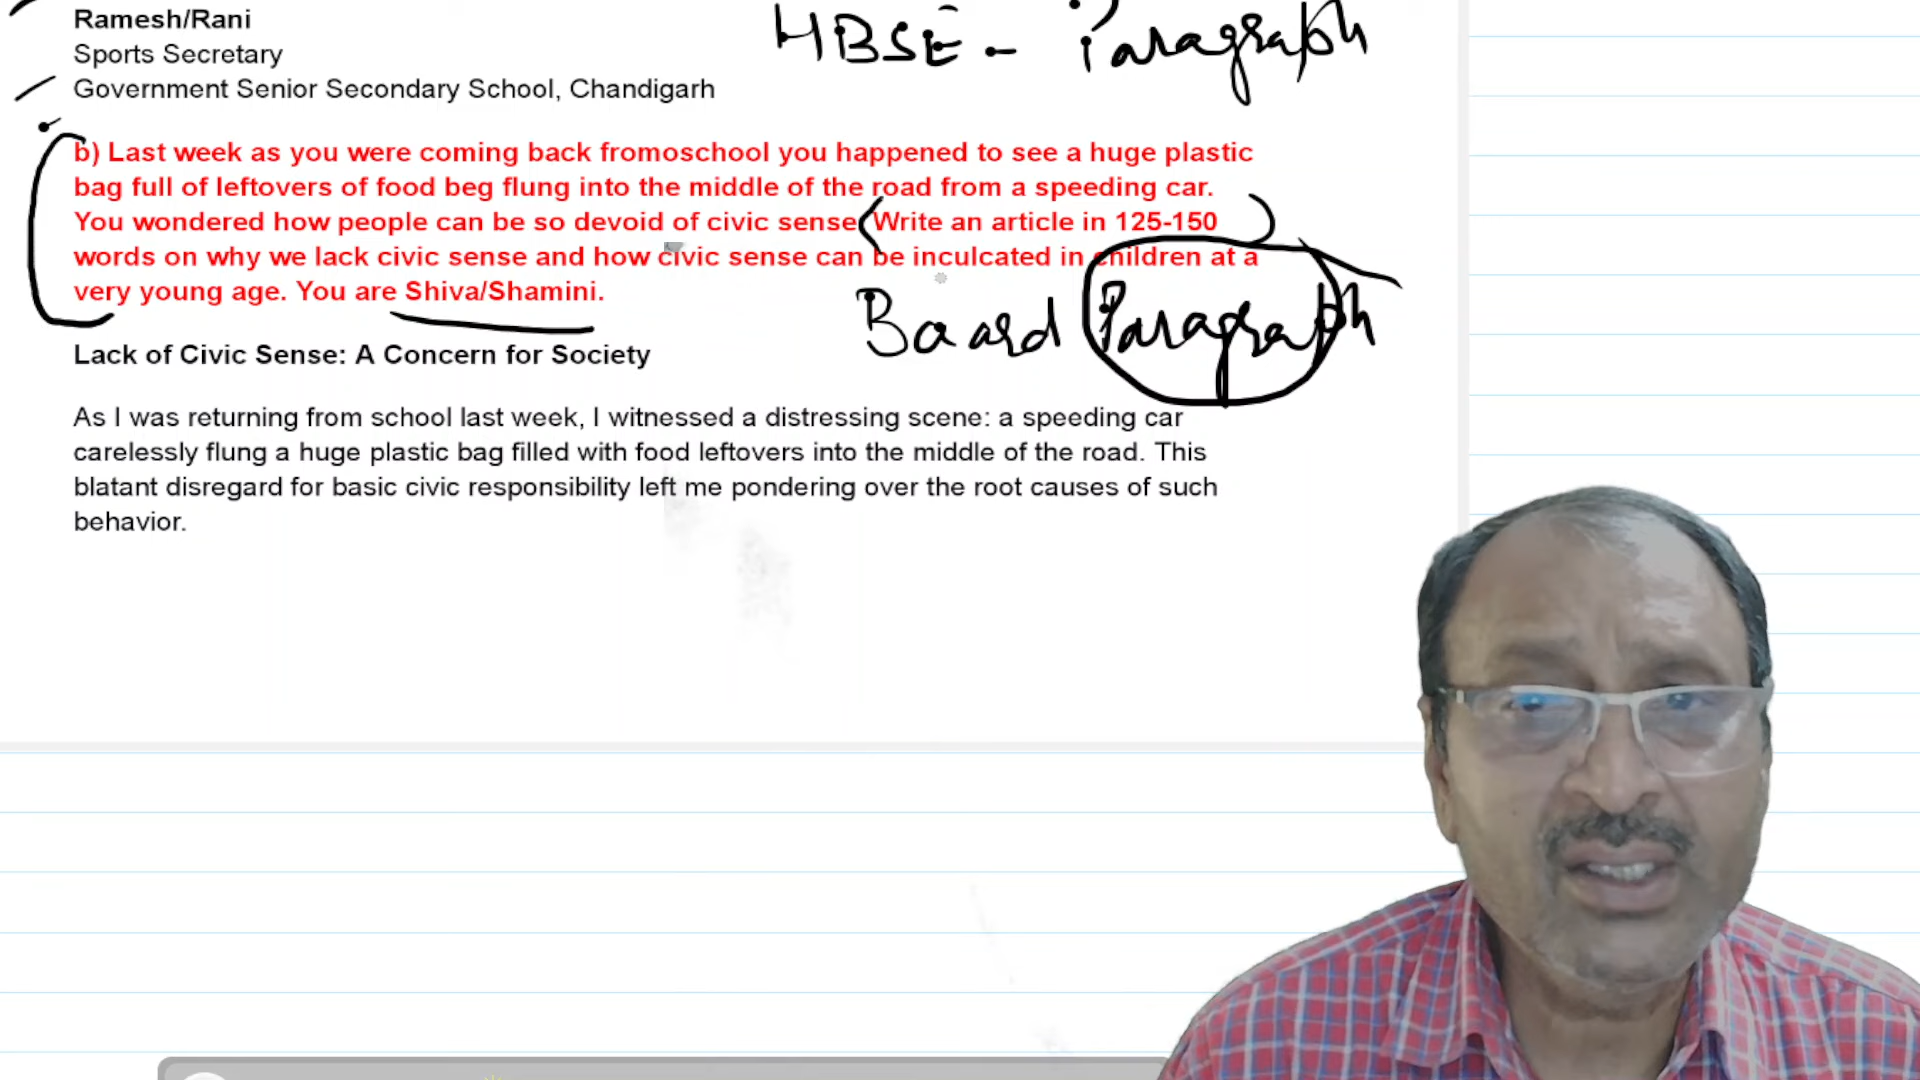 Ramesh/Rani
HBSE - Paragraph
Sports Secretary
Government Senior Secondary School, Chandigarh
b) Last week as you were coming back fromoschool you happened to see a huge plastic
bag full of leftovers of food beg flung into the middle of the road from a speeding car.
You wondered how people can be so devoid of civic sense Write an article in 125-150
words on why we lack civic sense and how civic sense can be inculcated in children at a
very young age. You are Shiva/Shamini.
Board Paragraph
Lack of Civic Sense: A Concern for Society
As I was returning from school last week, I witnessed a distressing scene: a speeding car
carelessly flung a huge plastic bag filled with food leftovers into the middle of the road. This
blatant disregard for basic civic responsibility left me pondering over the root causes of such
behavior.